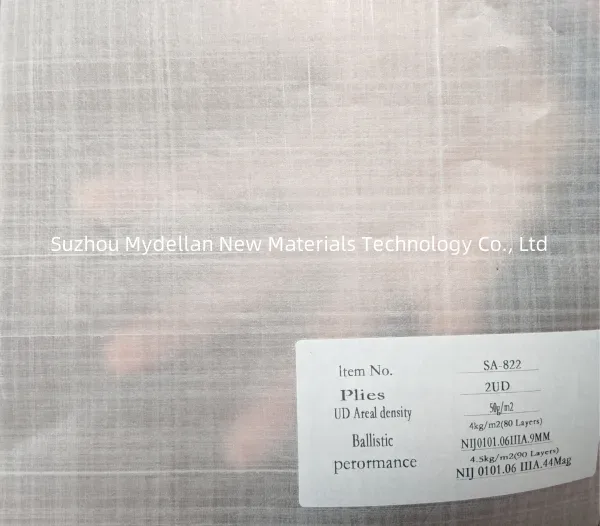 Suzhou Mydellan New Materials Technology Co., Ltd
Item No. SA-822
Plies 2UD
UD Areal density 50g/m2
4kg/m2(80 Layers)
Ballistic NIJ0101.06IIIA.9MM
4.5kg/m2(90 Layers)
perormance NIJ 0101.06 IIIA.44Mag